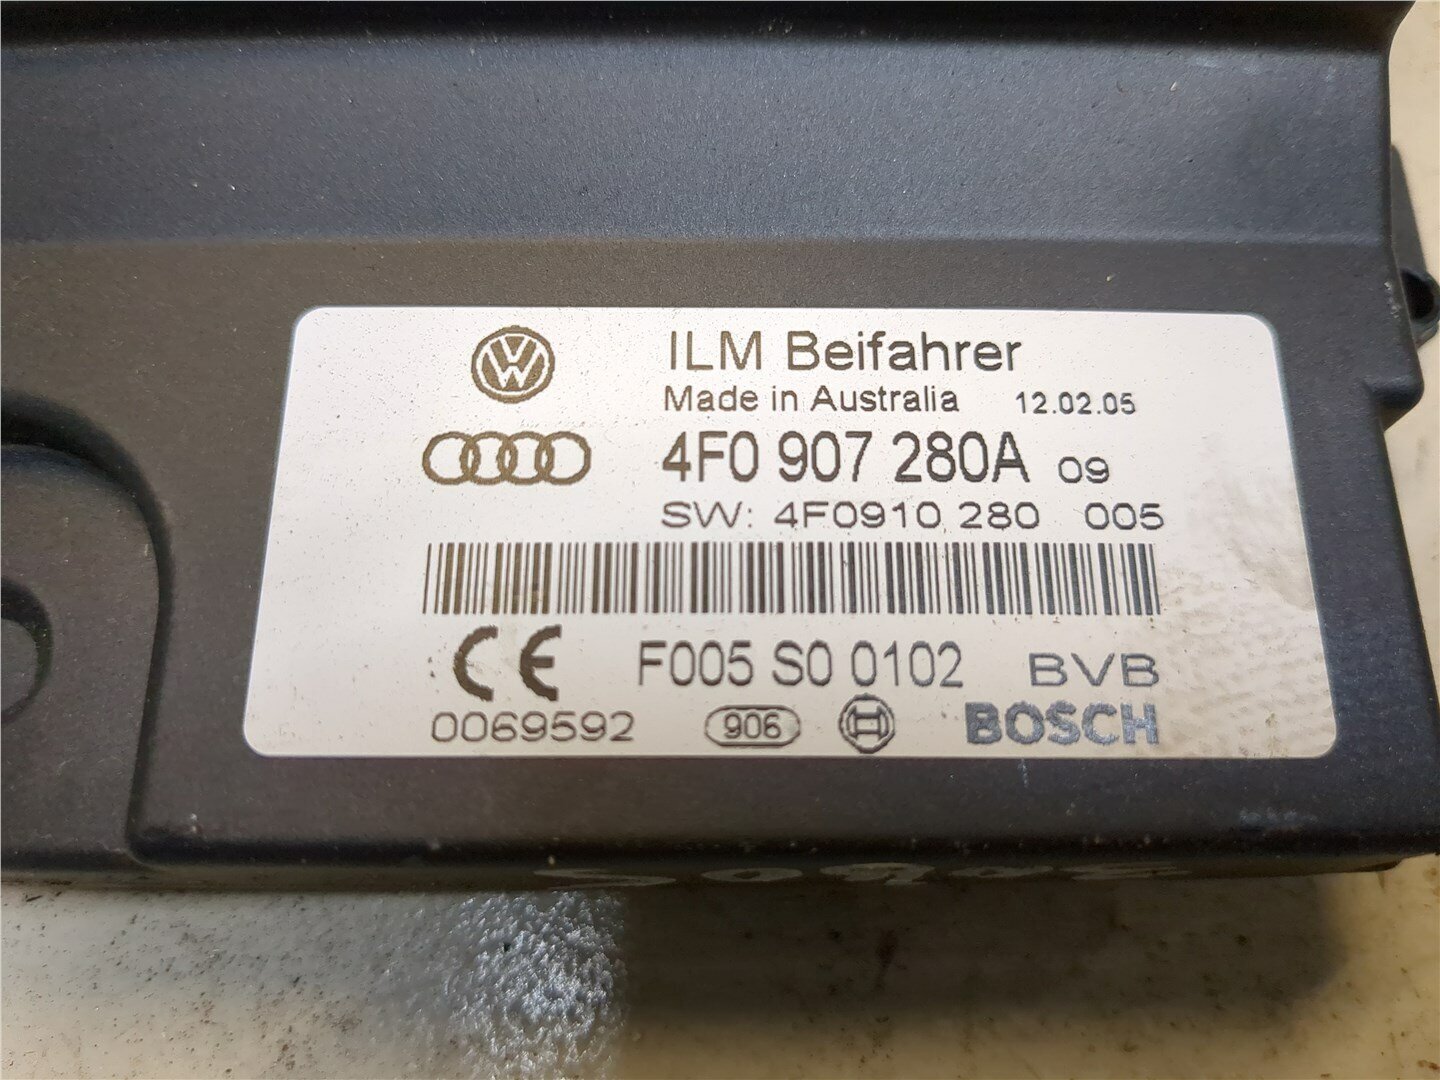 ILM Beifahrer
Made in Australia 12.02.05
4F0 907 280A 09
SW: 4F0910 280 005
CE F005 S0 0102 BVB
0069592 906 BOSCH